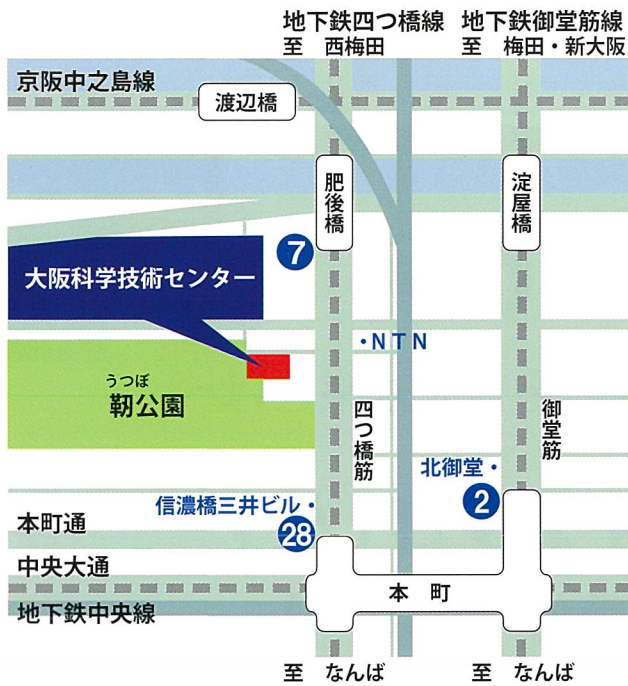 地下鉄四つ橋線
至 西梅田
地下鉄御堂筋線
至 梅田・新大阪
京阪中之島線
渡辺橋
肥後橋
淀屋橋
7
大阪科学技術センター
・NTN
うつぼ
靭公園
四つ橋筋
御堂筋
北御堂・
2
信濃橋三井ビル・
28
本町通
中央大通
本町
地下鉄中央線
至 なんば
至 なんば